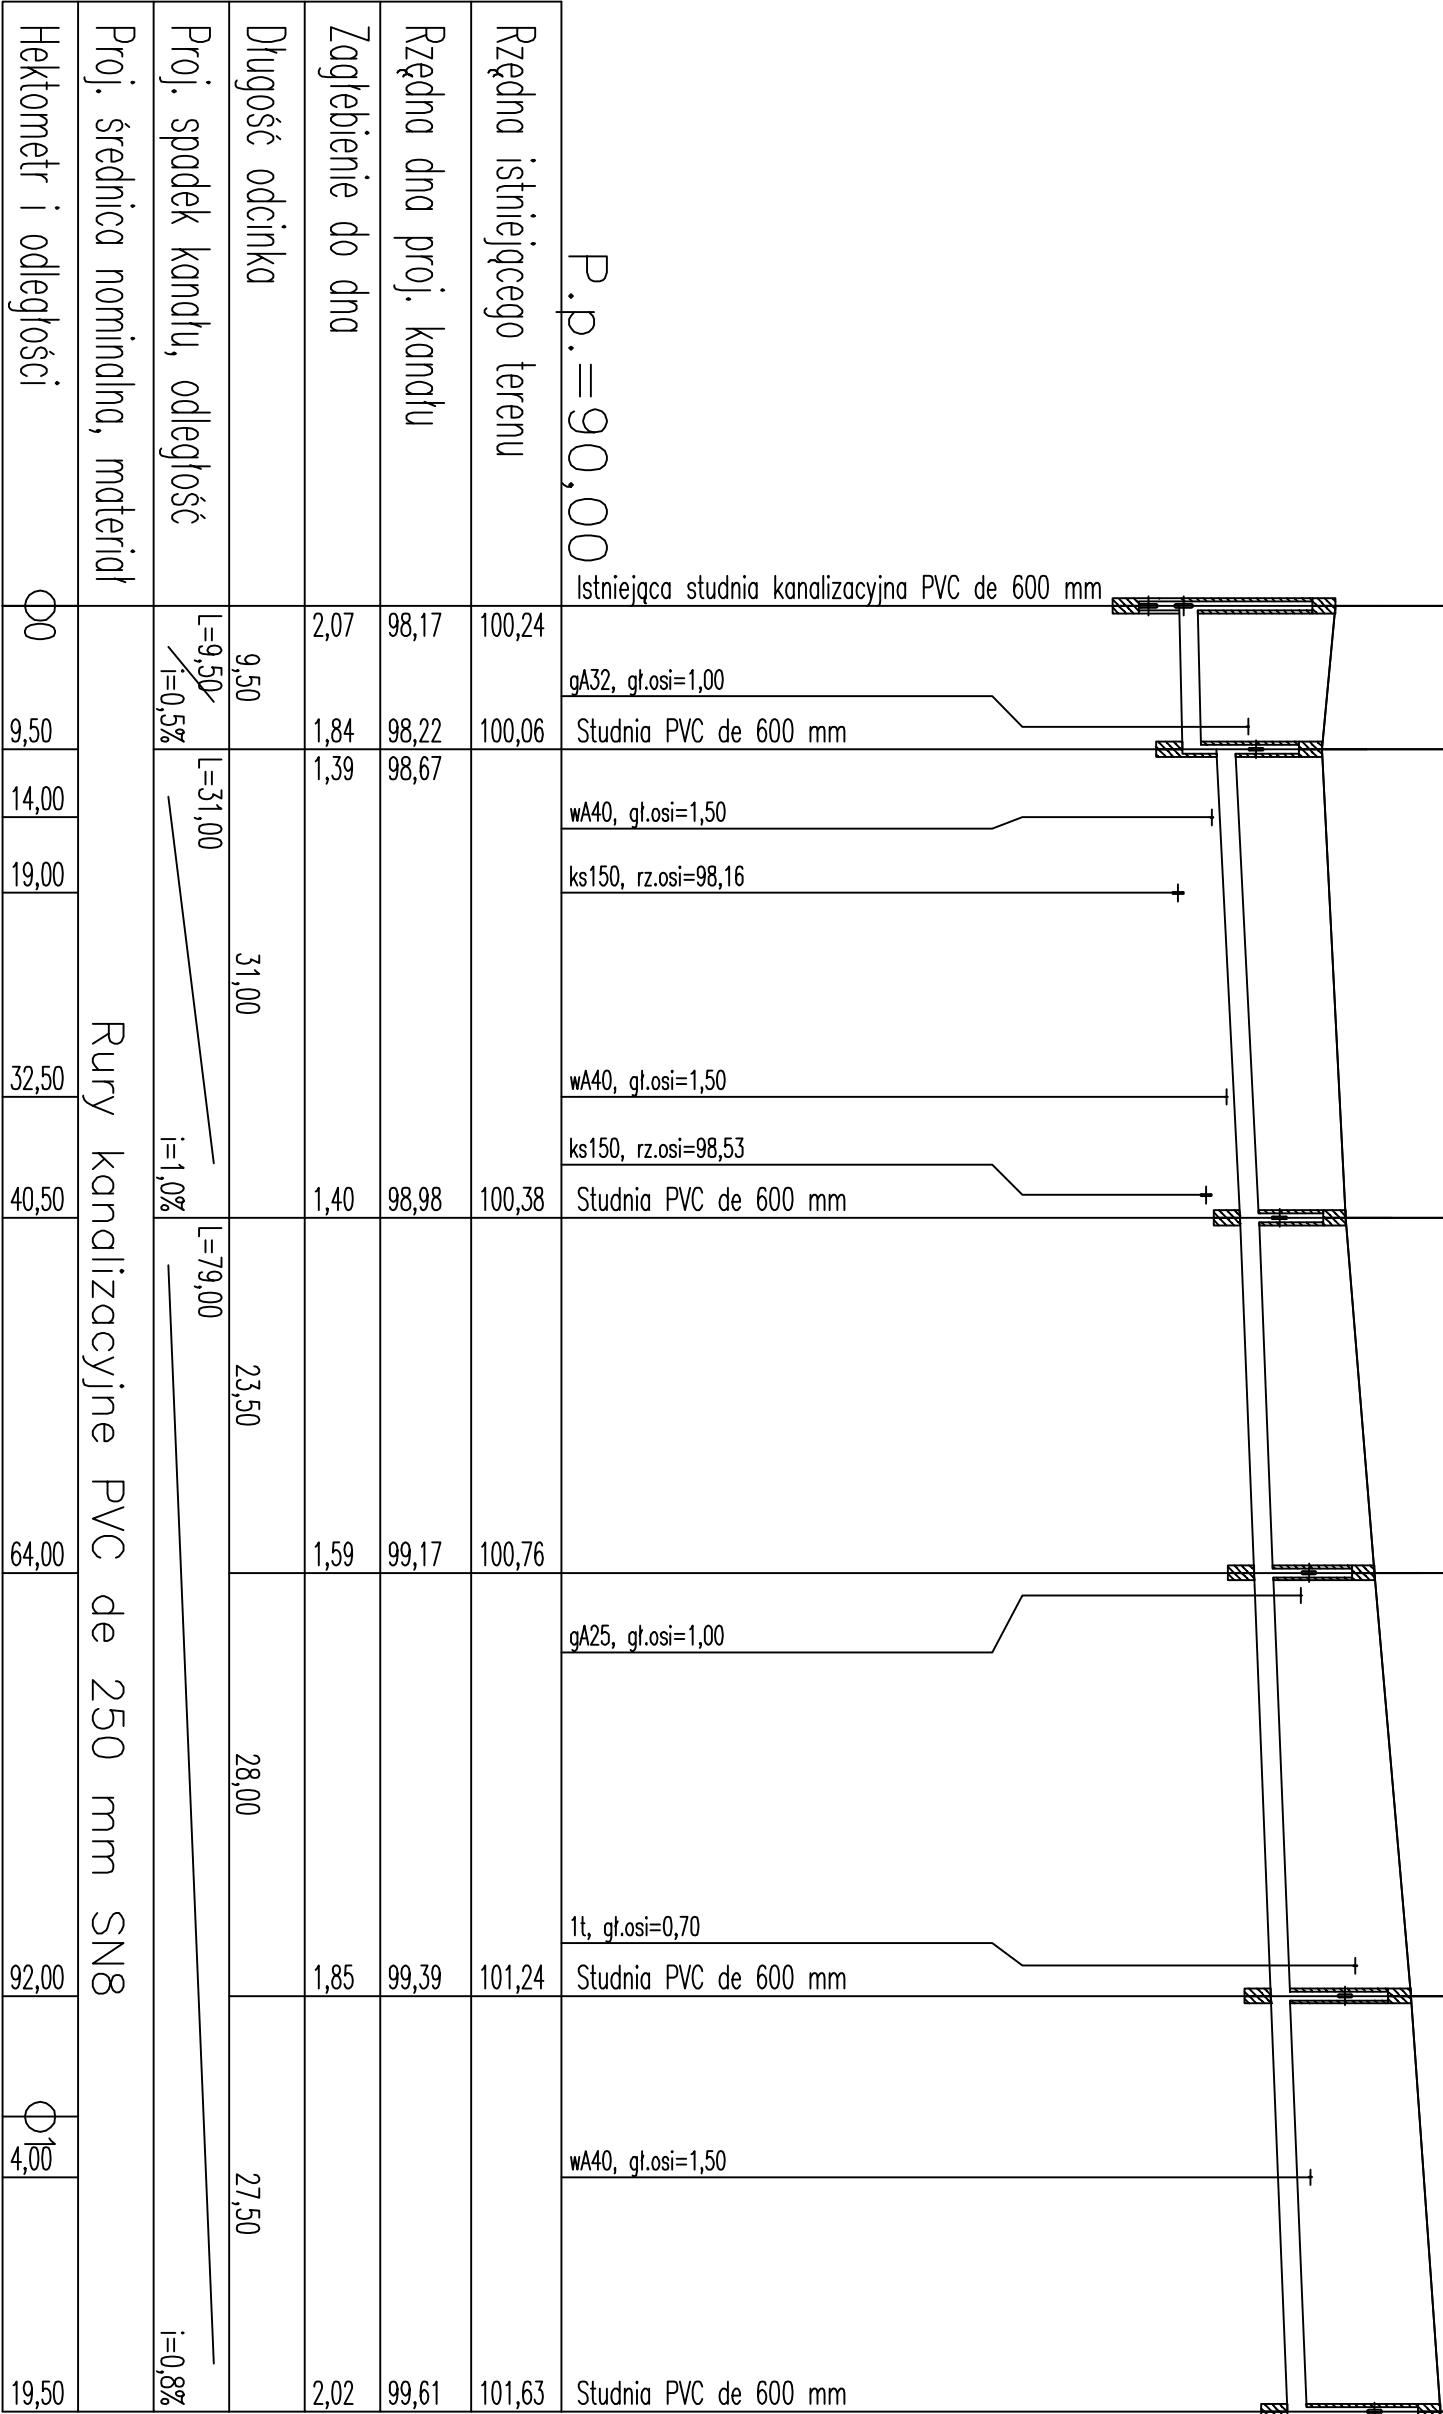 P.p.=90,00
Istniejąca studnia kanalizacyjna PVC de 600 mm
gA32, gł.osi=1,00
Studnia PVC de 600 mm
wA40, gł.osi=1,50
ks150, rz.osi=98,16
wA40, gł.osi=1,50
ks150, rz.osi=98,53
Studnia PVC de 600 mm
gA25, gł.osi=1,00
1t, gł.osi=0,70
Studnia PVC de 600 mm
wA40, gł.osi=1,50
Studnia PVC de 600 mm
Rzędna istniejącego terenu
100,24 100,06 100,38 100,76 101,24 101,63
Rzędna dna proj. kanału
98,17 98,22 98,67 98,98 99,17 99,39 99,61
Zagłebienie do dna
2,07 1,84 1,39 1,40 1,59 1,85 2,02
Długość odcinka
9,50 31,00 23,50 28,00 27,50
Proj. spadek kanału, odległość
L=9,50 i=0,5% L=31,00 i=1,0% L=79,00 i=0,8%
Proj. średnica nominalna, materiał
Rury kanalizacyjne PVC de 250 mm SN8
Hektometr i odległości
0 9,50 14,00 19,00 32,50 40,50 64,00 92,00 1 4,00 19,50